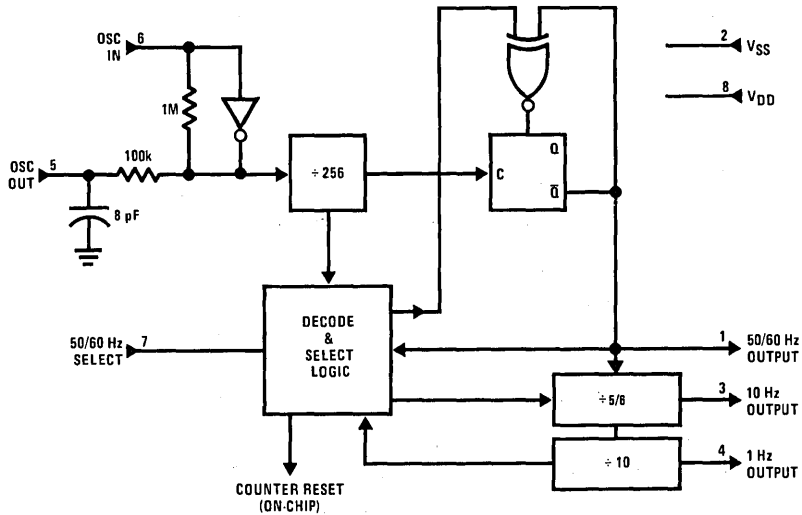 OSC
IN
6
1M
OSC
OUT
5
100k
8 pF
÷ 256
C
Q
Q̅
2
VSS
8
VDD
DECODE
&
SELECT
LOGIC
50/60 Hz
SELECT
7
COUNTER RESET
(ON-CHIP)
1
50/60 Hz
OUTPUT
÷ 5/6
3
10 Hz
OUTPUT
÷ 10
4
1 Hz
OUTPUT